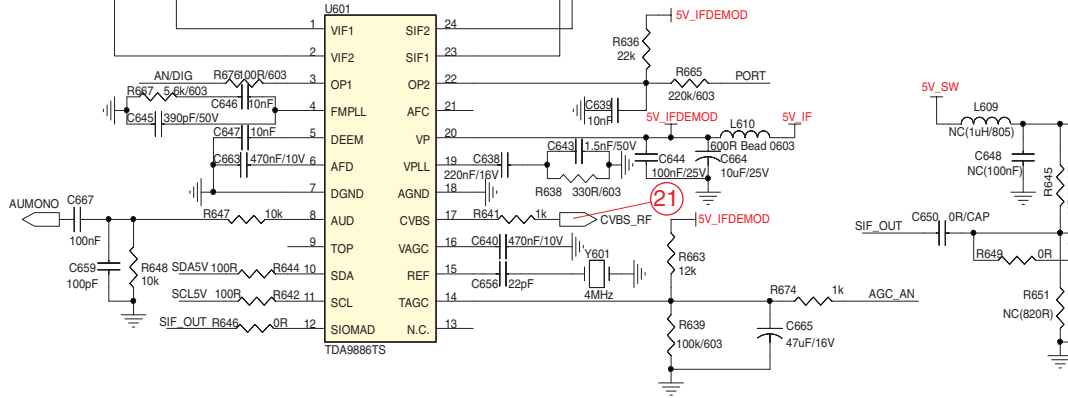 U601
1 VIF1 SIF2 24
2 VIF2 SIF1 23
3 OP1 OP2 22
4 FMPLL AFC 21
5 DEEM VP 20
6 AFD VPLL 19
7 DGND AGND 18
8 AUD CVBS 17
9 TOP VAGC 16
10 SDA REF 15
11 SCL TAGC 14
12 SIOMAD N.C. 13
TDA9886TS
AN/DIG R676 100R/603
R667 5.6k/603
C646 10nF
C645 390pF/50V
C647 10nF
C663 470nF/10V
AUMONO C667
100nF
R647 10k
C659
100pF
R648
10k
SDA5V 100R R644
SCL5V 100R R642
SIF_OUT R646 0R
5V_IFDEMOD
R636
22k
R665
220k/603
PORT
C639
10nF
5V_IFDEMOD
L610
5V_IF
600R Bead 0603
C638
220nF/16V
C643 1.5nF/50V
R638 330R/603
C644
100nF/25V
C664
10uF/25V
R641 1k
CVBS_RF
21
5V_IFDEMOD
C640 470nF/10V
C656 22pF
Y601
4MHz
R663
12k
R674 1k
AGC_AN
R639
100k/603
C665
47uF/16V
5V_SW
L609
NC(1uH/805)
C648
NC(100nF)
R645
SIF_OUT
C650 0R/CAP
R649 0R
R651
NC(820R)